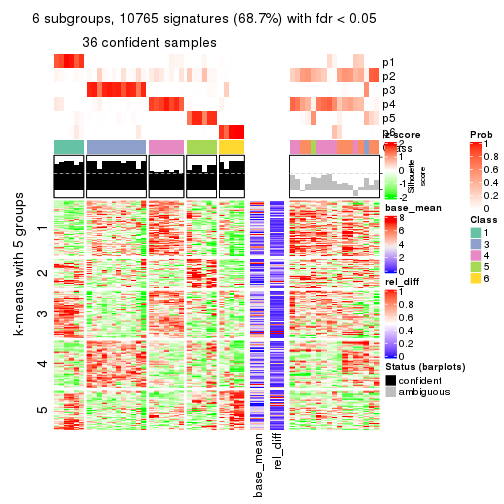 6 subgroups, 10765 signatures (68.7%) with fdr < 0.05
36 confident samples
p1
p2
p3
p4
p5
p6
Class
k-means with 5 groups
1
2
3
4
5
base_mean
rel_diff
Silhouette
score
z-score
2
1
0
-1
-2
base_mean
8
6
4
2
0
rel_diff
1
0.8
0.6
0.4
0.2
0
Status (barplots)
confident
ambiguous
Prob
1
0.8
0.6
0.4
0.2
0
Class
1
2
3
4
5
6